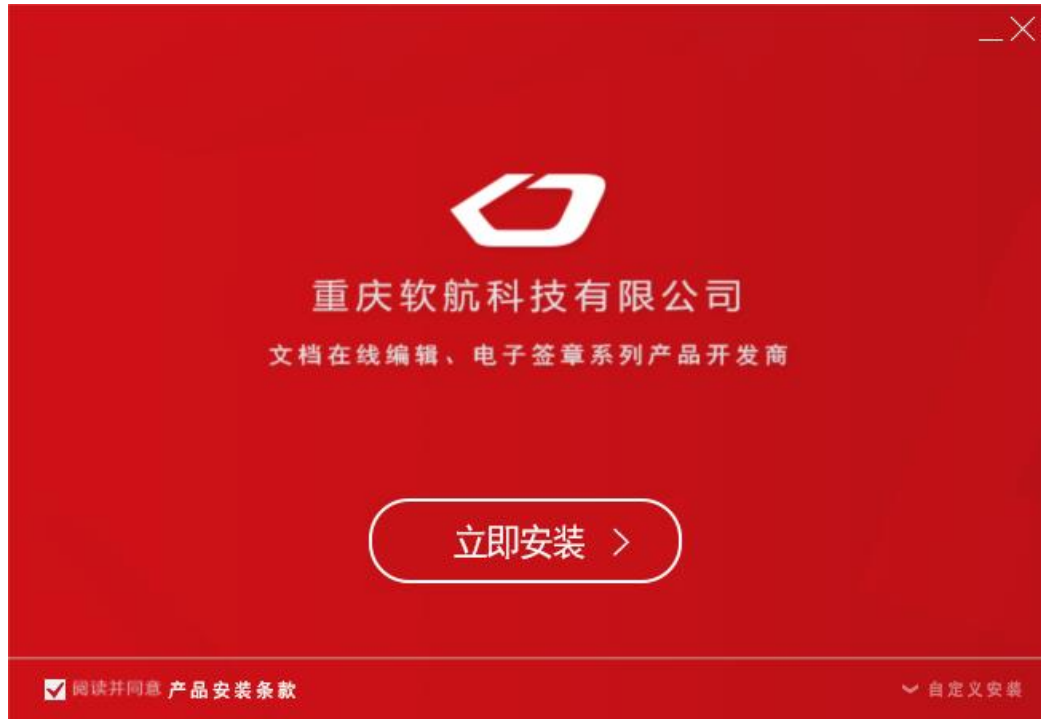 重庆软航科技有限公司
文档在线编辑、电子签章系列产品开发商
立即安装
阅读并同意 产品安装条款
自定义安装